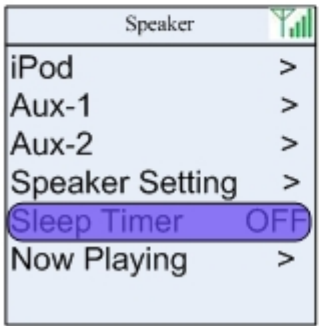 Speaker
iPod >
Aux-1 >
Aux-2 >
Speaker Setting >
Sleep Timer OFF
Now Playing >